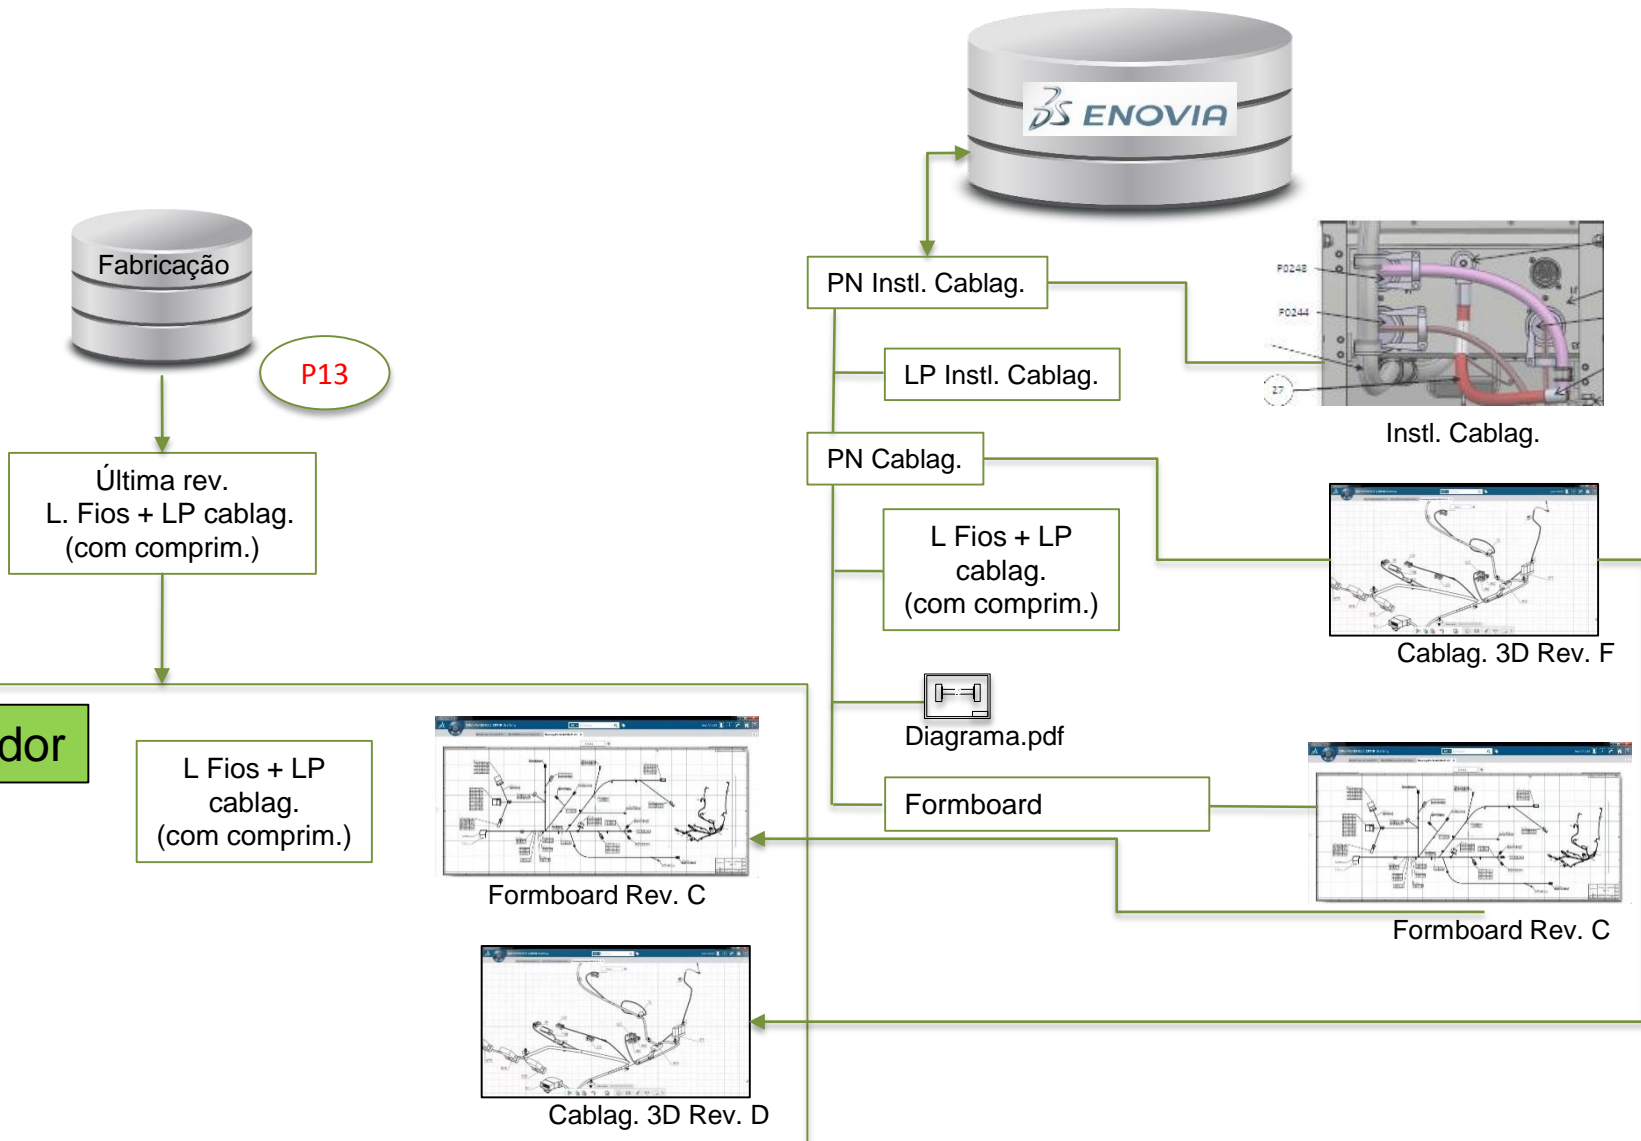 3S ENOVIA
Fabricação
P13
Última rev.
L. Fios + LP cablag.
(com comprim.)
PN Instl. Cablag.
LP Instl. Cablag.
PN Cablag.
L Fios + LP
cablag.
(com comprim.)
Diagrama.pdf
Formboard
P0248
P0244
27
Instl. Cablag.
Cablag. 3D Rev. F
Formboard Rev. C
dor
L Fios + LP
cablag.
(com comprim.)
Formboard Rev. C
Cablag. 3D Rev. D